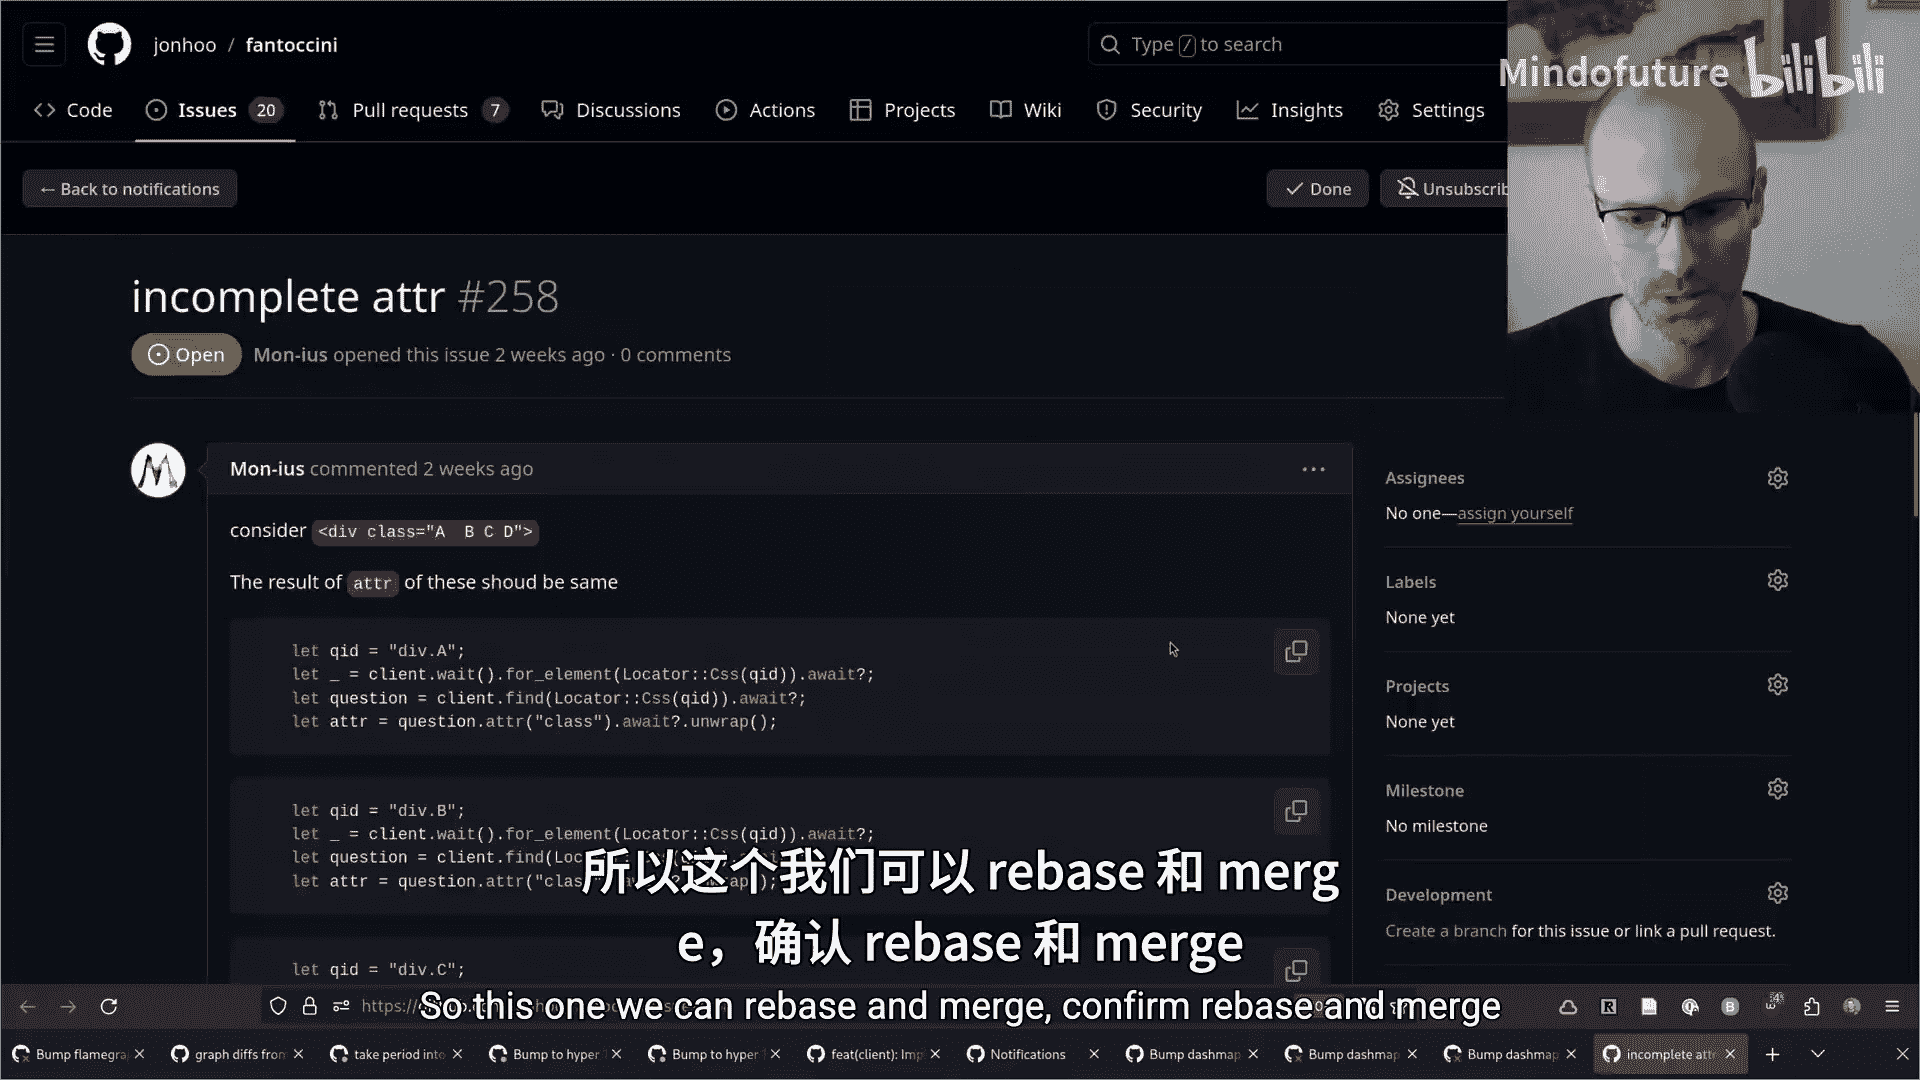 jonhoo / fantoccini
Type / to search
Mindofuture bilibili
Code
Issues 20
Pull requests 7
Discussions
Actions
Projects
Wiki
Security
Insights
Settings
← Back to notifications
Done
Unsubscrib
incomplete attr #258
Open
Mon-ius opened this issue 2 weeks ago · 0 comments
Mon-ius commented 2 weeks ago
consider <div class="A  B C D">
The result of attr of these shoud be same
let qid = "div.A";
let _ = client.wait().for_element(Locator::Css(qid)).await?;
let question = client.find(Locator::Css(qid)).await?;
let attr = question.attr("class").await?.unwrap();
let qid = "div.B";
let _ = client.wait().for_element(Locator::Css(qid)).await?;
let question = client.find(Loc
let attr = question.attr("clas
let qid = "div.C";
Assignees
No one—assign yourself
Labels
None yet
Projects
None yet
Milestone
No milestone
Development
Create a branch for this issue or link a pull request.
所以这个我们可以 rebase 和 merg
e，确认 rebase 和 merge
So this one we can rebase and merge, confirm rebase and merge
https://
Bump flamegra
graph diffs from
take period into
Bump to hyper
Bump to hyper
feat(client): Imp
Notifications
Bump dashmap
Bump dashmap
Bump dashmap
incomplete att